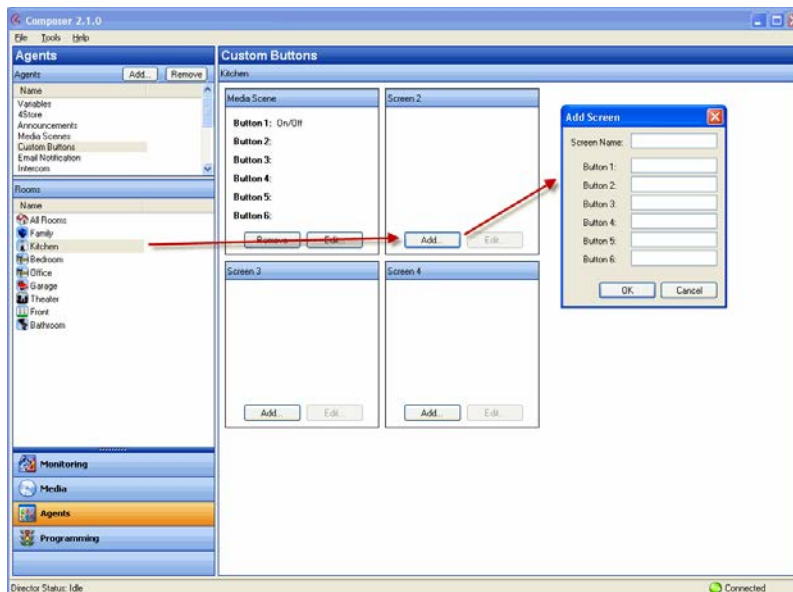 Composer 2.1.0
File Tools Help
Agents
Agents Add... Remove
Name
Variables
4Store
Announcements
Media Scenes
Custom Buttons
Email Notification
Intercom
Rooms
Name
All Rooms
Family
Kitchen
Bedroom
Office
Garage
Theater
Front
Bathroom
Monitoring
Media
Agents
Programming
Custom Buttons
Kitchen
Media Scene
Button 1: On/Off
Button 2:
Button 3:
Button 4:
Button 5:
Button 6:
Remove Edit...
Screen 2
Add... Edit...
Screen 3
Add... Edit...
Screen 4
Add... Edit...
Add Screen
Screen Name:
Button 1:
Button 2:
Button 3:
Button 4:
Button 5:
Button 6:
OK Cancel
Director Status: Idle
Connected